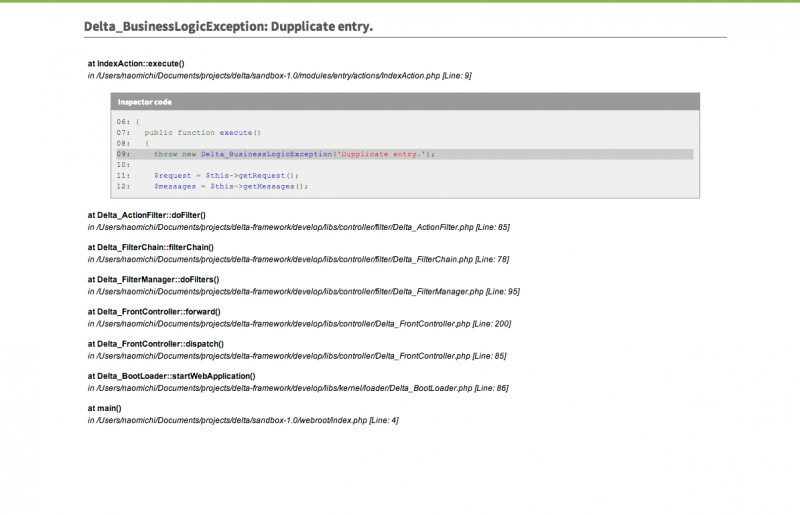 Delta_BusinessLogicException: Dupplicate entry.
at IndexAction::execute()
in /Users/naomichi/Documents/projects/delta/sandbox-1.0/modules/entry/actions/IndexAction.php [Line: 9]
Inspector code
06: {
07:   public function execute()
08:   {
09:     throw new Delta_BusinessLogicException('Dupplicate entry.');
10:
11:     $request = $this->getRequest();
12:     $messages = $this->getMessages();
at Delta_ActionFilter::doFilter()
in /Users/naomichi/Documents/projects/delta-framework/develop/libs/controller/filter/Delta_ActionFilter.php [Line: 85]
at Delta_FilterChain::filterChain()
in /Users/naomichi/Documents/projects/delta-framework/develop/libs/controller/filter/Delta_FilterChain.php [Line: 78]
at Delta_FilterManager::doFilters()
in /Users/naomichi/Documents/projects/delta-framework/develop/libs/controller/filter/Delta_FilterManager.php [Line: 95]
at Delta_FrontController::forward()
in /Users/naomichi/Documents/projects/delta-framework/develop/libs/controller/Delta_FrontController.php [Line: 200]
at Delta_FrontController::dispatch()
in /Users/naomichi/Documents/projects/delta-framework/develop/libs/controller/Delta_FrontController.php [Line: 85]
at Delta_BootLoader::startWebApplication()
in /Users/naomichi/Documents/projects/delta-framework/develop/libs/kernel/loader/Delta_BootLoader.php [Line: 86]
at main()
in /Users/naomichi/Documents/projects/delta/sandbox-1.0/webroot/index.php [Line: 4]